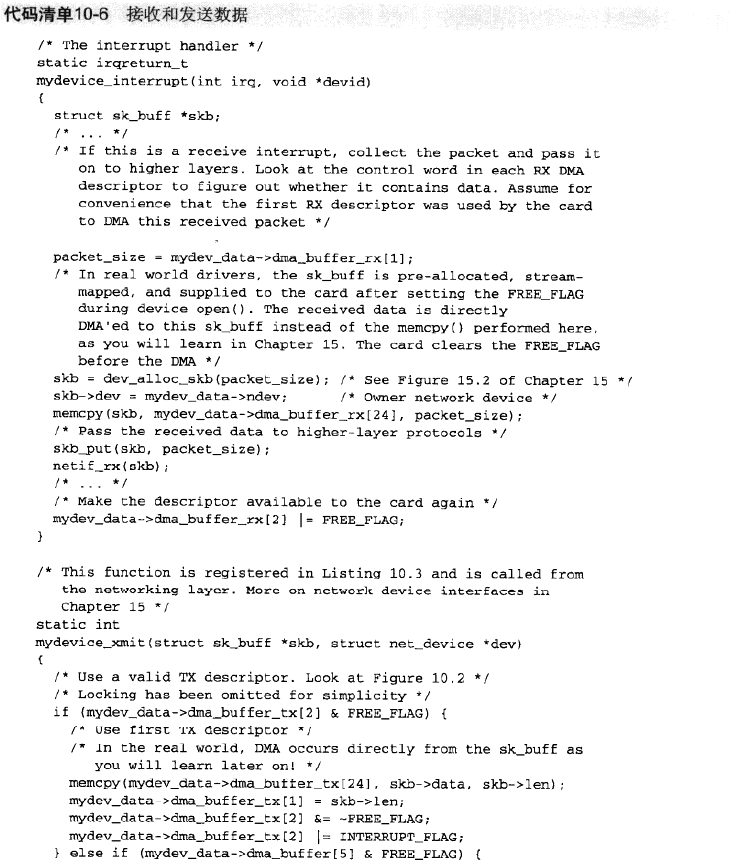 代码清单10-6 接收和发送数据
/* The interrupt handler */
static irqreturn_t
mydevice_interrupt(int irq, void *devid)
{
struct sk_buff *skb;
/* ... */
/* If this is a receive interrupt, collect the packet and pass it
on to higher layers. Look at the control word in each RX DMA
descriptor to figure out whether it contains data. Assume for
convenience that the first RX descriptor was used by the card
to DMA this received packet */
packet_size = mydev_data->dma_buffer_rx[1];
/* In real world drivers, the sk_buff is pre-allocated, stream-
mapped, and supplied to the card after setting the FREE_FLAG
during device open(). The received data is directly
DMA'ed to this sk_buff instead of the memcpy() performed here,
as you will learn in Chapter 15. The card clears the FREE_FLAG
before the DMA */
skb = dev_alloc_skb(packet_size); /* See Figure 15.2 of Chapter 15 */
skb->dev = mydev_data->ndev; /* Owner network device */
memcpy(skb, mydev_data->dma_buffer_rx[24], packet_size);
/* Pass the received data to higher-layer protocols */
skb_put(skb, packet_size);
netif_rx(skb);
/* ... */
/* Make the descriptor available to the card again */
mydev_data->dma_buffer_rx[2] |= FREE_FLAG;
}
/* This function is registered in Listing 10.3 and is called from
the networking layer. More on network device interfaces in
Chapter 15 */
static int
mydevice_xmit(struct sk_buff *skb, struct net_device *dev)
{
/* Use a valid TX descriptor. Look at Figure 10.2 */
/* Locking has been omitted for simplicity */
if (mydev_data->dma_buffer_tx[2] & FREE_FLAG) {
/* Use first TX descriptor */
/* In the real world, DMA occurs directly from the sk_buff as
you will learn later on! */
memcpy(mydev_data->dma_buffer_tx[24], skb->data, skb->len);
mydev_data->dma_buffer_tx[1] = skb->len;
mydev_data->dma_buffer_tx[2] &= ~FREE_FLAG;
mydev_data->dma_buffer_tx[2] |= INTERRUPT_FLAG;
} else if (mydev_data->dma_buffer[5] & FREE_FLAG) {